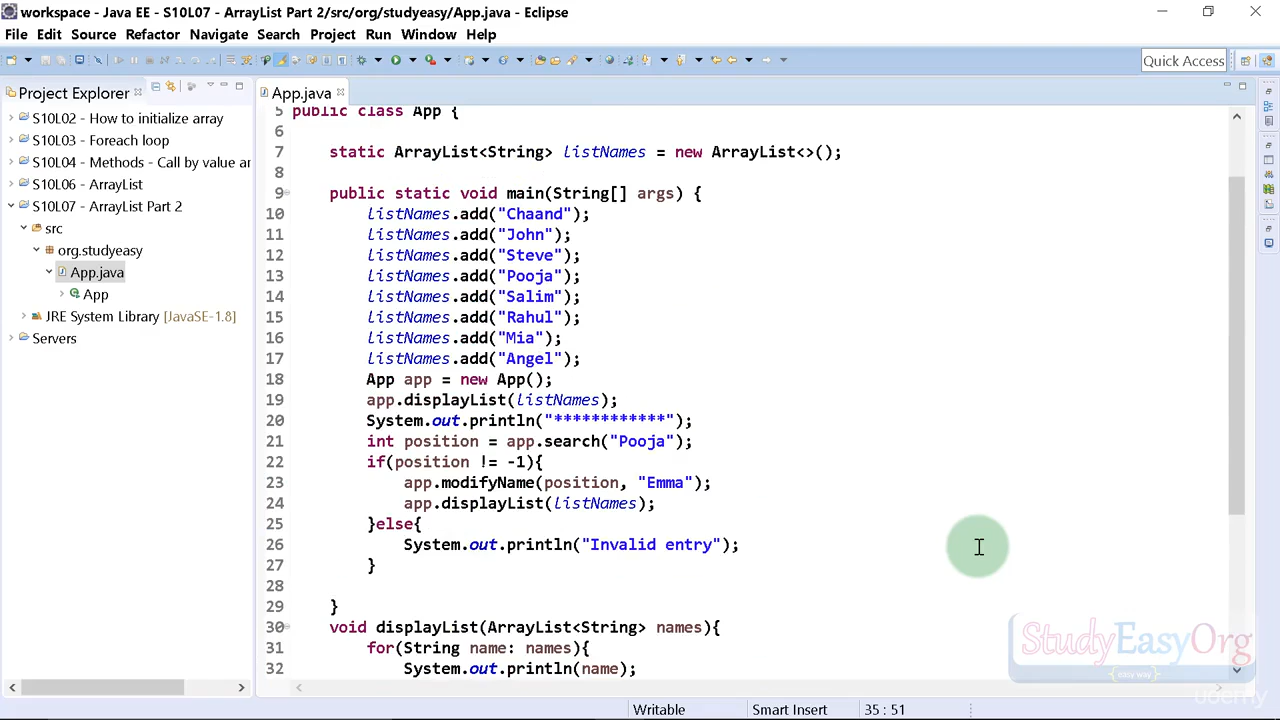 workspace - Java EE - S10L07 - ArrayList Part 2/src/org/studyeasy/App.java - Eclipse
File Edit Source Refactor Navigate Search Project Run Window Help
Quick Access
Project Explorer
App.java
S10L02 - How to initialize array
S10L03 - Foreach loop
S10L04 - Methods - Call by value ar
S10L06 - ArrayList
S10L07 - ArrayList Part 2
src
org.studyeasy
App.java
App
JRE System Library [JavaSE-1.8]
Servers
5 public class App {
6
7 static ArrayList<String> listNames = new ArrayList<>();
8
9 public static void main(String[] args) {
10 listNames.add("Chaand");
11 listNames.add("John");
12 listNames.add("Steve");
13 listNames.add("Pooja");
14 listNames.add("Salim");
15 listNames.add("Rahul");
16 listNames.add("Mia");
17 listNames.add("Angel");
18 App app = new App();
19 app.displayList(listNames);
20 System.out.println("************");
21 int position = app.search("Pooja");
22 if(position != -1){
23 app.modifyName(position, "Emma");
24 app.displayList(listNames);
25 }else{
26 System.out.println("Invalid entry");
27 }
28
29 }
30 void displayList(ArrayList<String> names){
31 for(String name: names){
32 System.out.println(name);
StudyEasyOrg
easy way
udemy
Writable Smart Insert 35 : 51